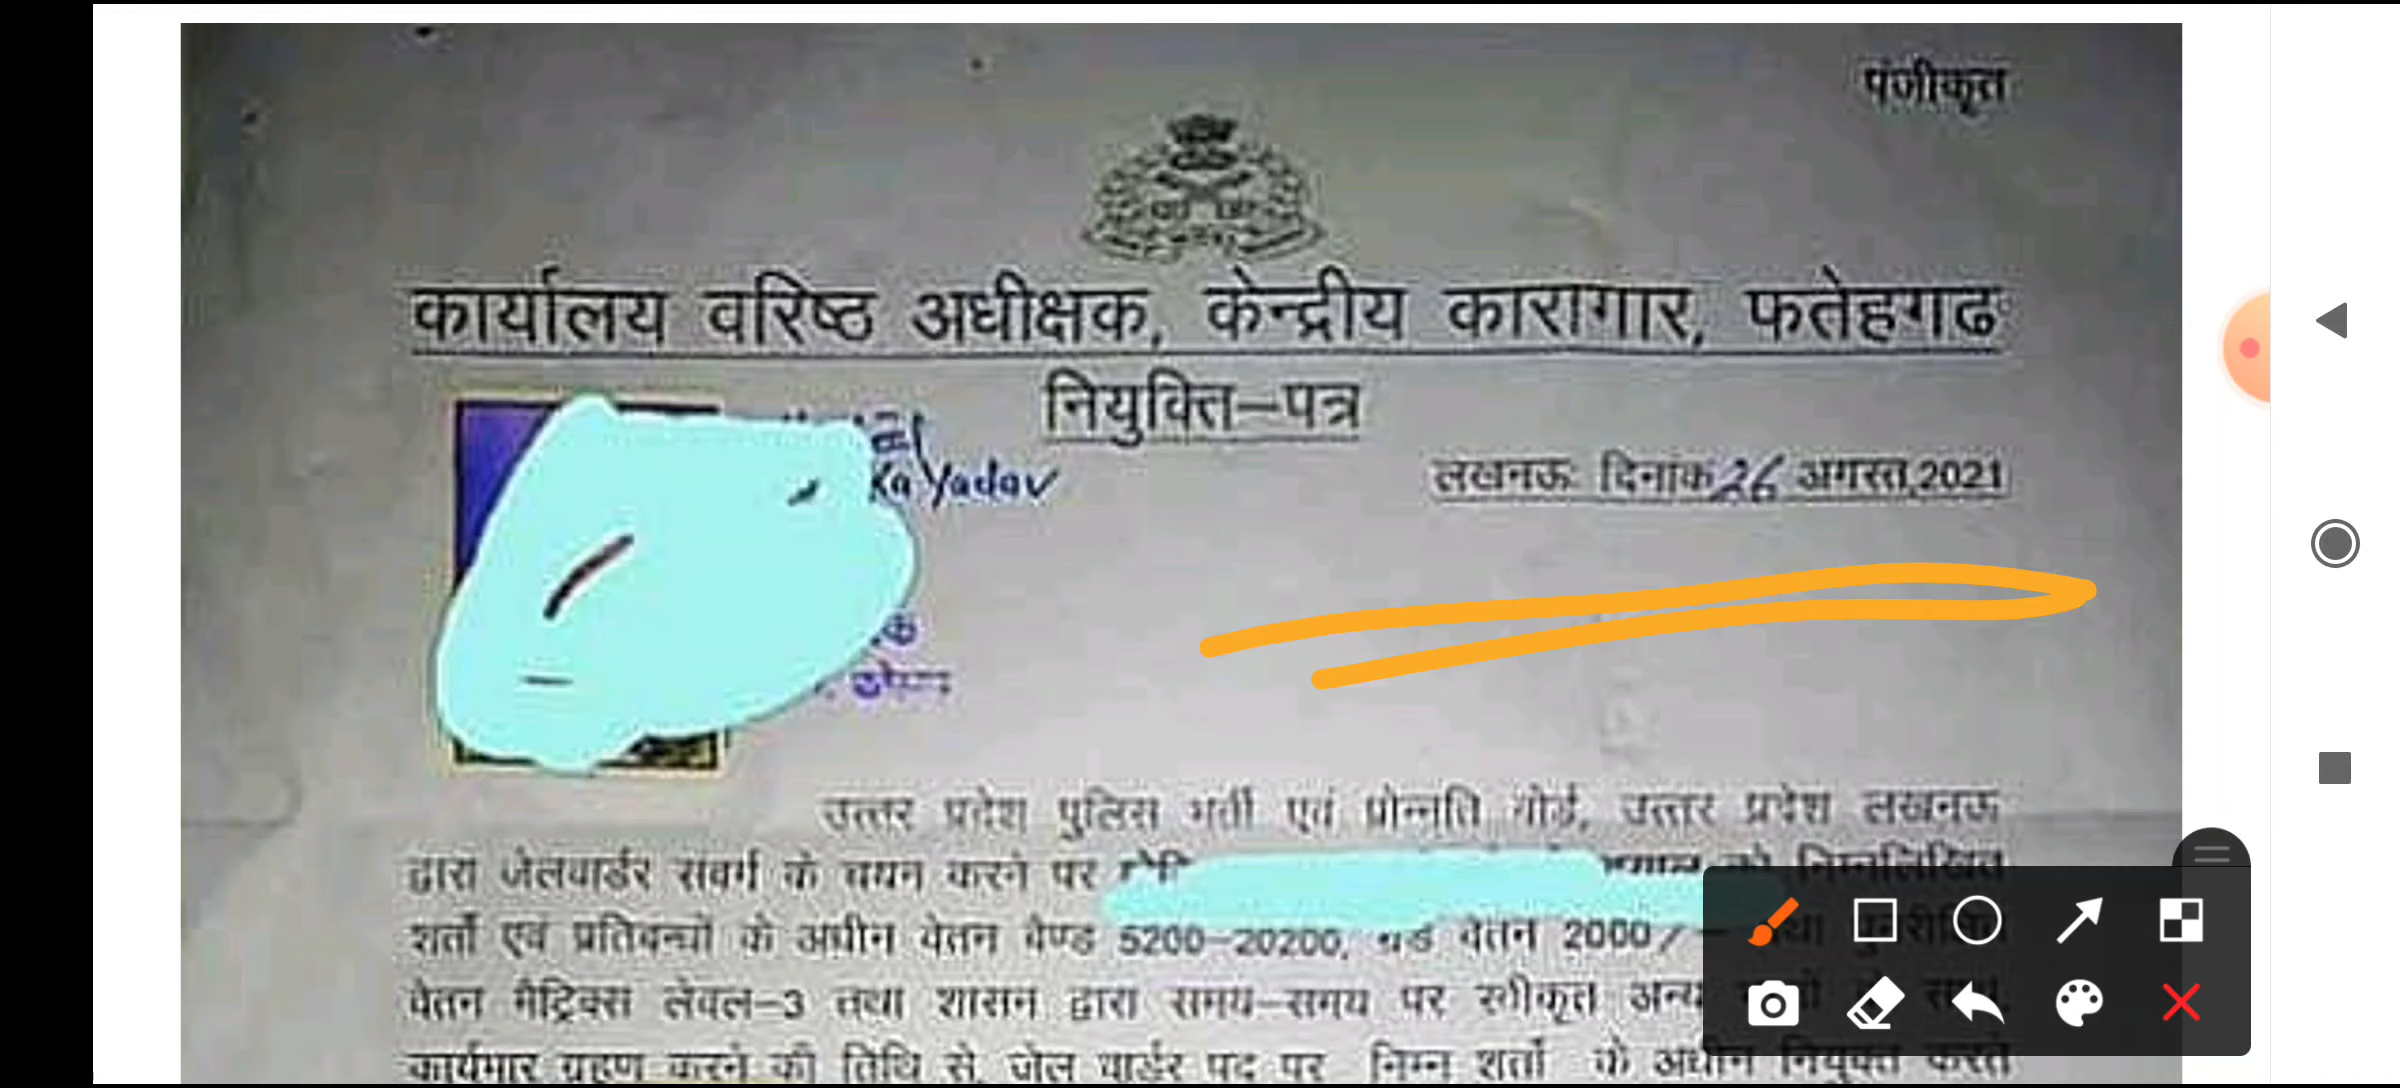 पंजीकृत
कार्यालय वरिष्ठ अधीक्षक, केन्द्रीय कारागार, फतेहगढ
नियुक्ति–पत्र
Ka Yadav
लखनऊ दिनांक 26 अगस्त,2021
उत्तर प्रदेश पुलिस भर्ती एवं प्रोन्नति बोर्ड, उत्तर प्रदेश लखनऊ
द्वारा जेलवार्डर संवर्ग के चयन करने पर को निम्नलिखित
शर्तों एवं प्रतिबन्धों के अधीन वेतन बैण्ड 5200–20200, ग्रेड वेतन 2000/–
वेतन मैट्रिक्स लेवल–3 तथा शासन द्वारा समय–समय पर स्वीकृत अन्य
कार्यभार ग्रहण करने की तिथि से, जेल वार्डर पद पर निम्न शर्तों के अधीन नियुक्त करते